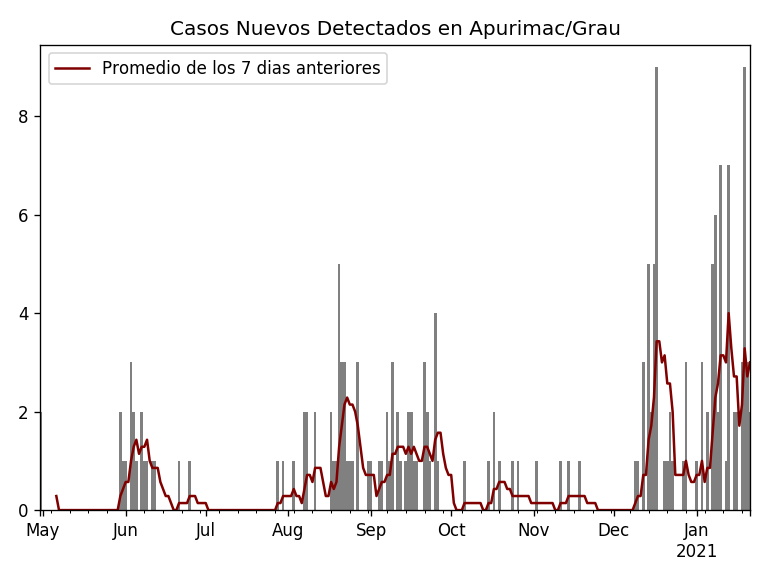 Casos Nuevos Detectados en Apurimac/Grau
Promedio de los 7 dias anteriores
8
6
4
2
0
May Jun Jul Aug Sep Oct Nov Dec Jan
2021